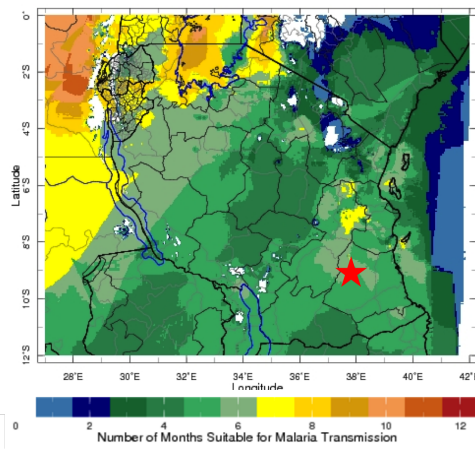 0°
2°S
4°S
6°S
8°S
10°S
12°S
Latitude
28°E 30°E 32°E 34°E 36°E 38°E 40°E 42°E
Longitude
0 2 4 6 8 10 12
Number of Months Suitable for Malaria Transmission